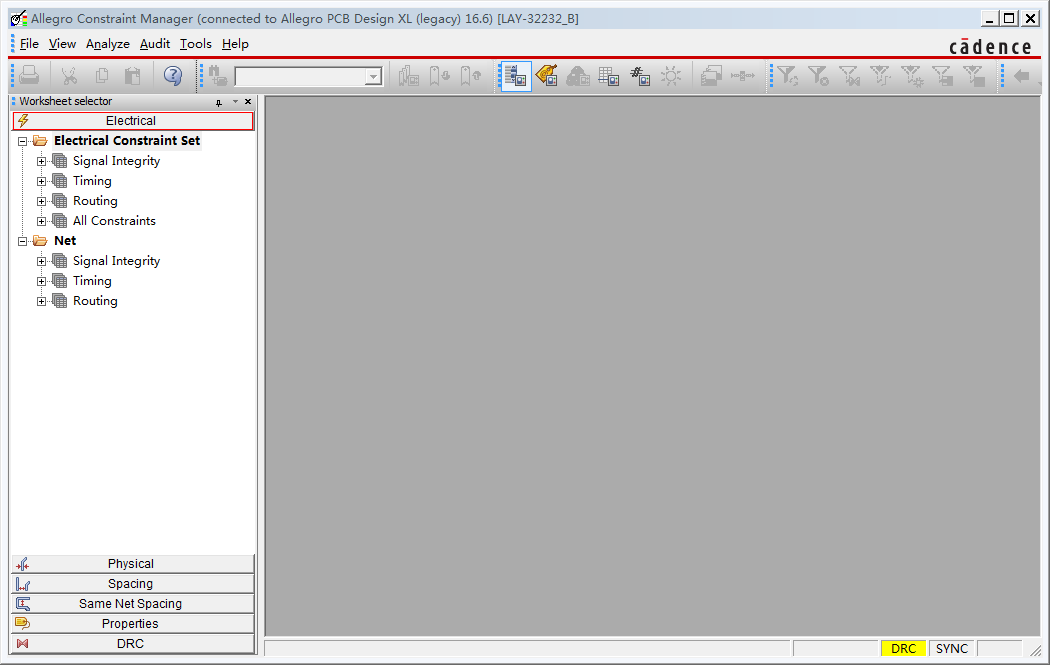 Allegro Constraint Manager (connected to Allegro PCB Design XL (legacy) 16.6) [LAY-32232_B]
File View Analyze Audit Tools Help
cādence
Worksheet selector
Electrical
Electrical Constraint Set
Signal Integrity
Timing
Routing
All Constraints
Net
Signal Integrity
Timing
Routing
Physical
Spacing
Same Net Spacing
Properties
DRC
DRC SYNC